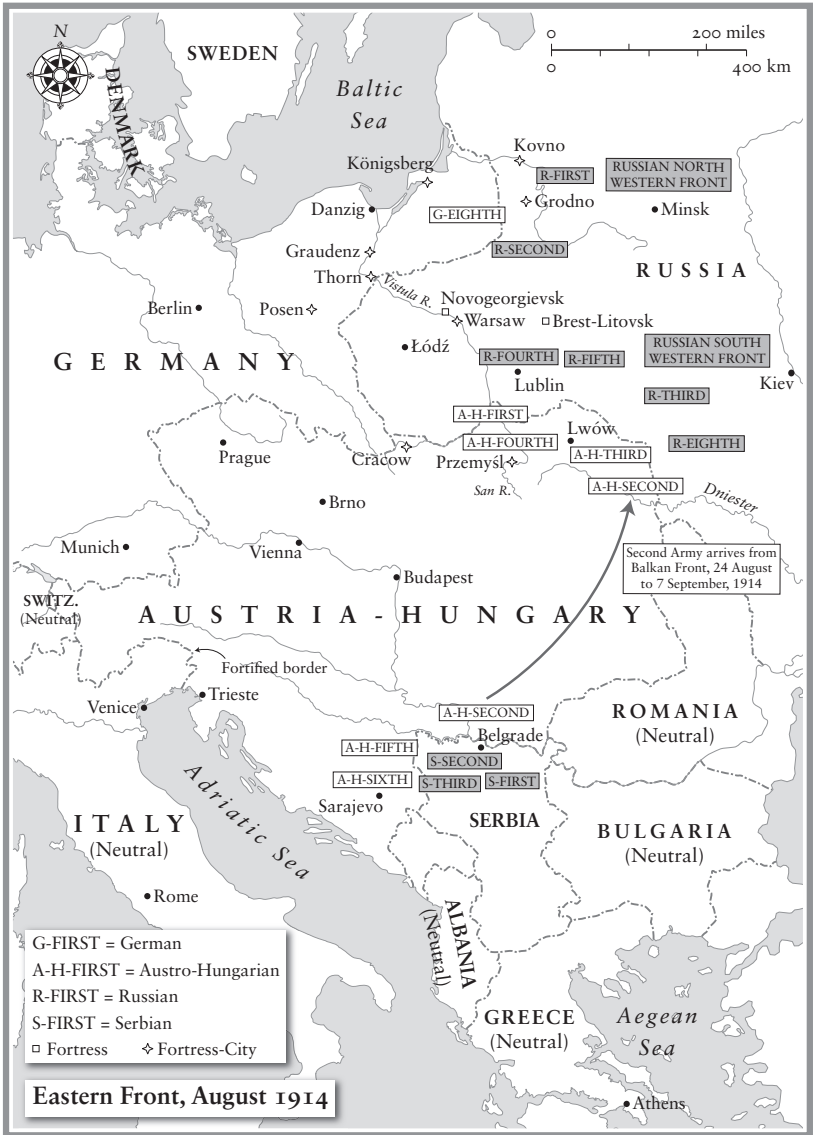 N
SWEDEN
0 200 miles
0 400 km
DENMARK
Baltic
Sea
Kovno
Königsberg
R-FIRST
RUSSIAN NORTH
WESTERN FRONT
Grodno
Danzig
G-EIGHTH
Minsk
Graudenz
R-SECOND
RUSSIA
Thorn
Vistula R.
Novogeorgievsk
Berlin
Posen
Warsaw
Brest-Litovsk
GERMANY
Łódź
R-FOURTH
R-FIFTH
RUSSIAN SOUTH
WESTERN FRONT
Lublin
Kiev
R-THIRD
A-H-FIRST
Lwów
Prague
A-H-FOURTH
R-EIGHTH
Cracow
Przemyśl
A-H-THIRD
San R.
A-H-SECOND
Dniester
Brno
Munich
Vienna
Second Army arrives from
Balkan Front, 24 August
to 7 September, 1914
Budapest
SWITZ.
(Neutral)
AUSTRIA-HUNGARY
Fortified border
Trieste
Venice
A-H-SECOND
ROMANIA
(Neutral)
Belgrade
A-H-FIFTH
S-SECOND
A-H-SIXTH
S-THIRD
S-FIRST
Sarajevo
Adriatic Sea
ITALY
(Neutral)
SERBIA
BULGARIA
(Neutral)
Rome
ALBANIA
(Neutral)
G-FIRST = German
A-H-FIRST = Austro-Hungarian
R-FIRST = Russian
S-FIRST = Serbian
Fortress Fortress-City
GREECE
(Neutral)
Aegean
Sea
Eastern Front, August 1914
Athens